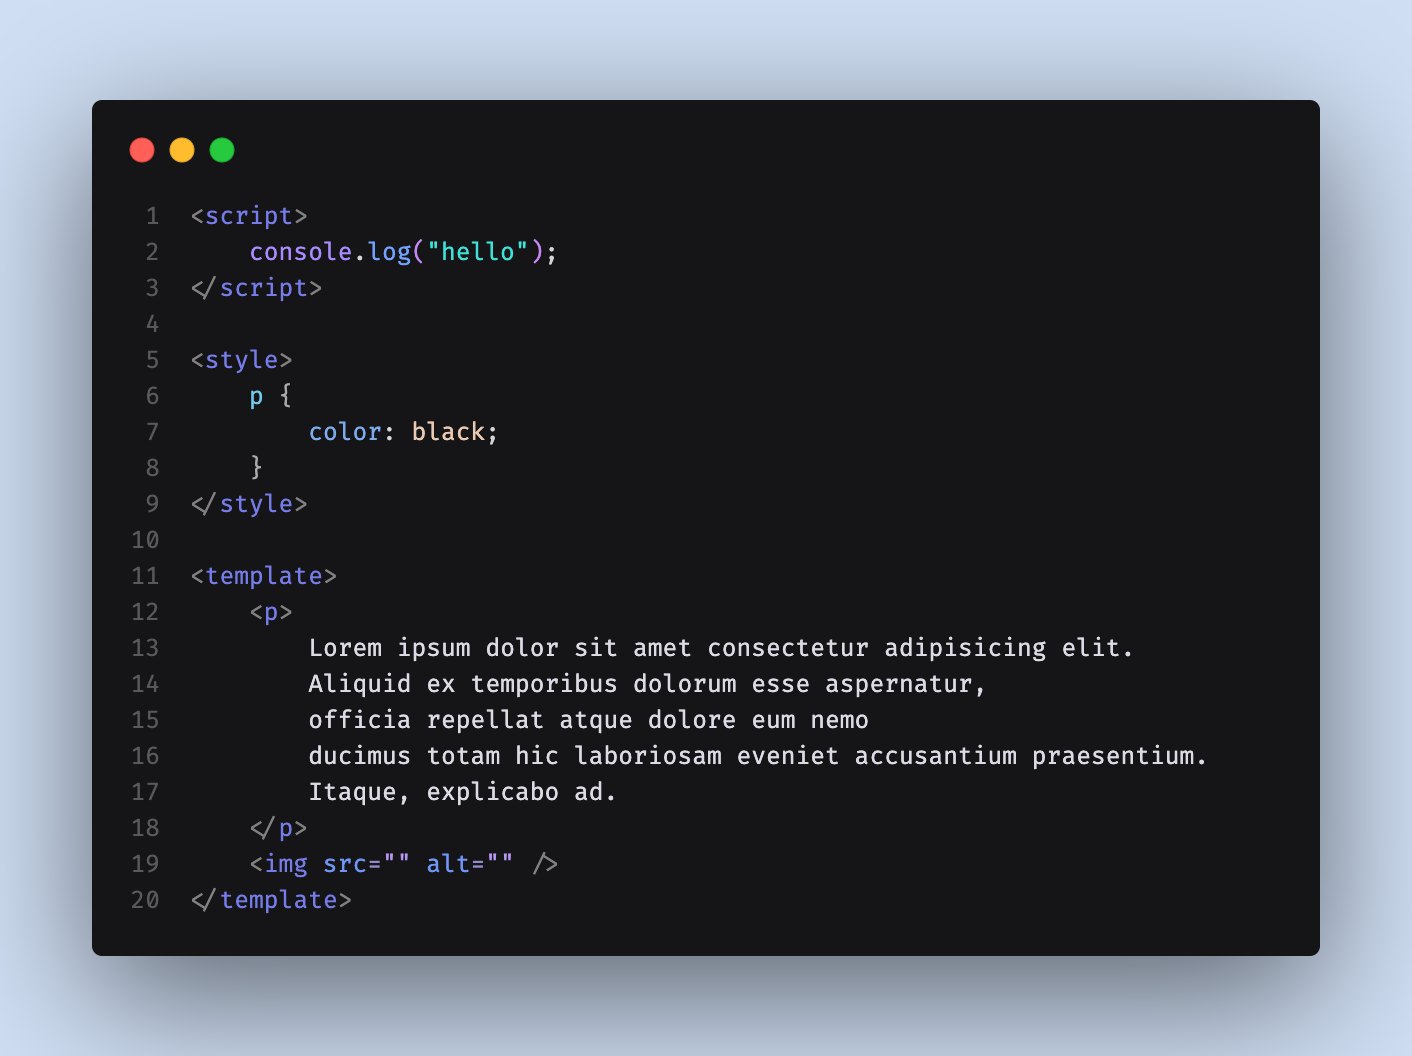 1 <script>
2     console.log("hello");
3 </script>
4
5 <style>
6     p {
7         color: black;
8     }
9 </style>
10
11 <template>
12     <p>
13         Lorem ipsum dolor sit amet consectetur adipisicing elit.
14         Aliquid ex temporibus dolorum esse aspernatur,
15         officia repellat atque dolore eum nemo
16         ducimus totam hic laboriosam eveniet accusantium praesentium.
17         Itaque, explicabo ad.
18     </p>
19     <img src="" alt="" />
20 </template>